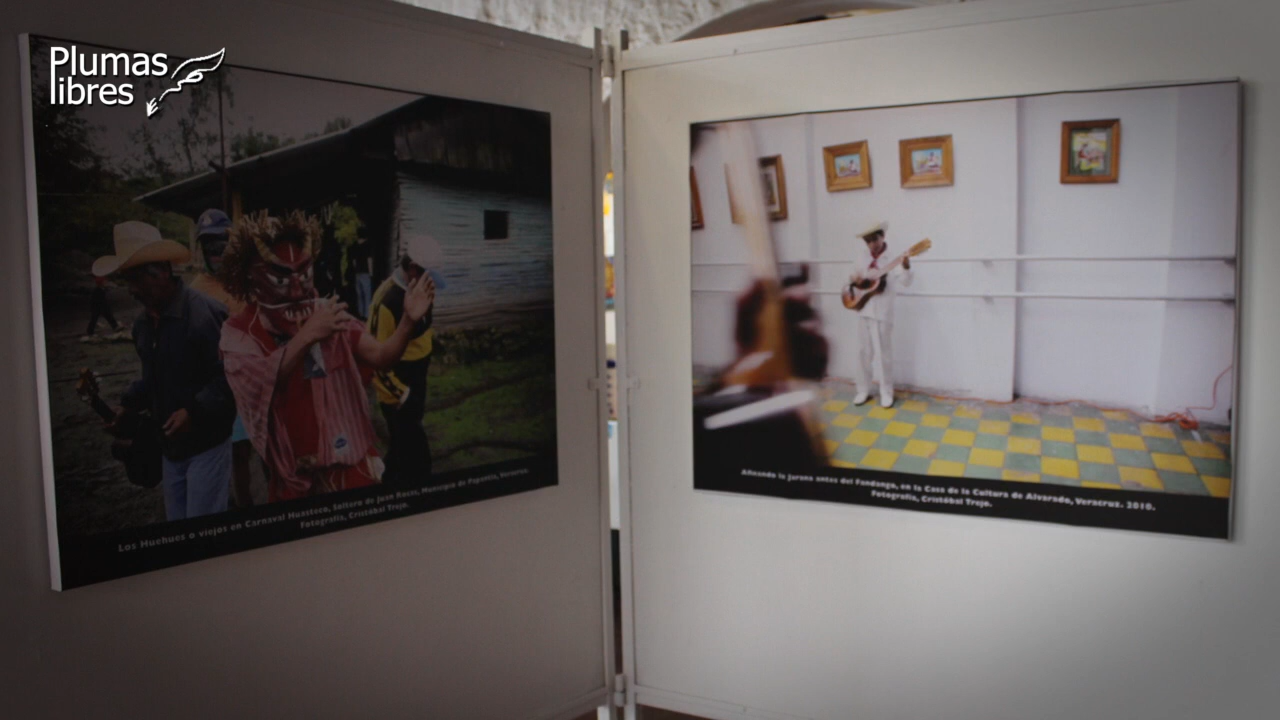 Plumas
libres
Los Huehues o viejos en Carnaval Huasteco, de Juan Rosas, Municipio de Papantla, Veracruz.
Fotografía, Cristóbal Trejo.
Afinando la Jarana antes del Fandango, en la Casa de la Cultura de Alvarado, Veracruz. 2010.
Fotografía, Cristóbal Trejo.